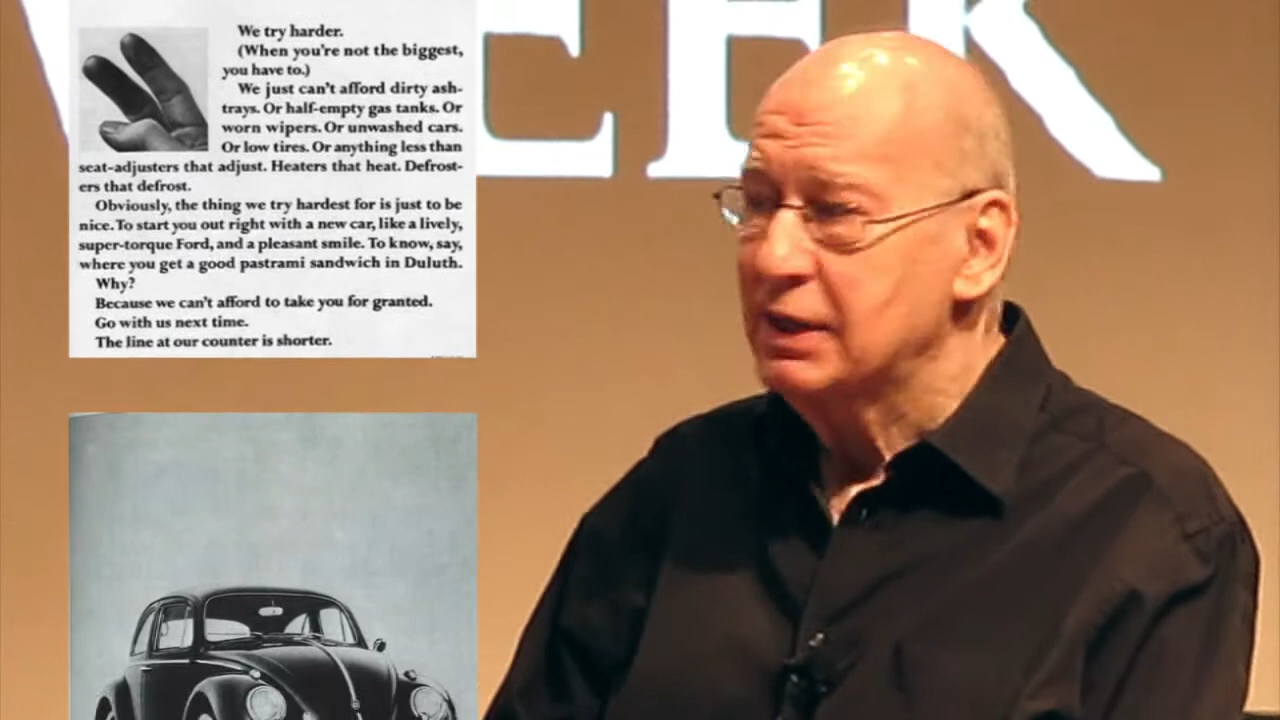 WEEK
We try harder.
(When you're not the biggest,
you have to.)
We just can't afford dirty ash-
trays. Or half-empty gas tanks. Or
worn wipers. Or unwashed cars.
Or low tires. Or anything less than
seat-adjusters that adjust. Heaters that heat. Defrost-
ers that defrost.
Obviously, the thing we try hardest for is just to be
nice. To start you out right with a new car, like a lively,
super-torque Ford, and a pleasant smile. To know, say,
where you get a good pastrami sandwich in Duluth.
Why?
Because we can't afford to take you for granted.
Go with us next time.
The line at our counter is shorter.